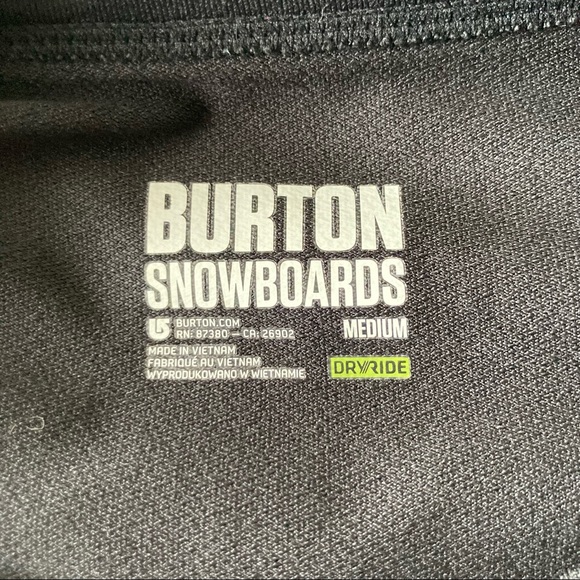 BURTON
SNOWBOARDS
BURTON.COM
RN: 87380 — CA: 26902
MEDIUM
MADE IN VIETNAM
FABRIQUÉ AU VIETNAM
WYPRODUKOWANO W WIETNAMIE
DRYRIDE